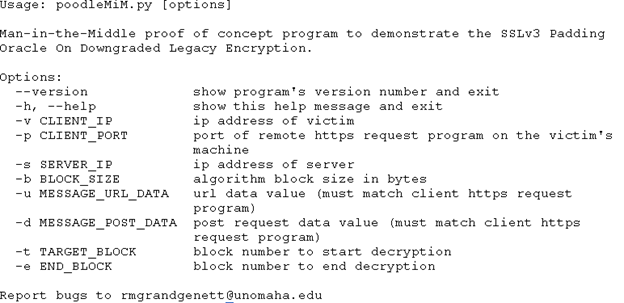 Usage: poodleMiM.py [options]
Man-in-the-Middle proof of concept program to demonstrate the SSLv3 Padding
Oracle On Downgraded Legacy Encryption.
Options:
--version show program's version number and exit
-h, --help show this help message and exit
-v CLIENT_IP ip address of victim
-p CLIENT_PORT port of remote https request program on the victim's
machine
-s SERVER_IP ip address of server
-b BLOCK_SIZE algorithm block size in bytes
-u MESSAGE_URL_DATA url data value (must match client https request
program)
-d MESSAGE_POST_DATA post request data value (must match client https
request program)
-t TARGET_BLOCK block number to start decryption
-e END_BLOCK block number to end decryption
Report bugs to rmgrandgenett@unomaha.edu